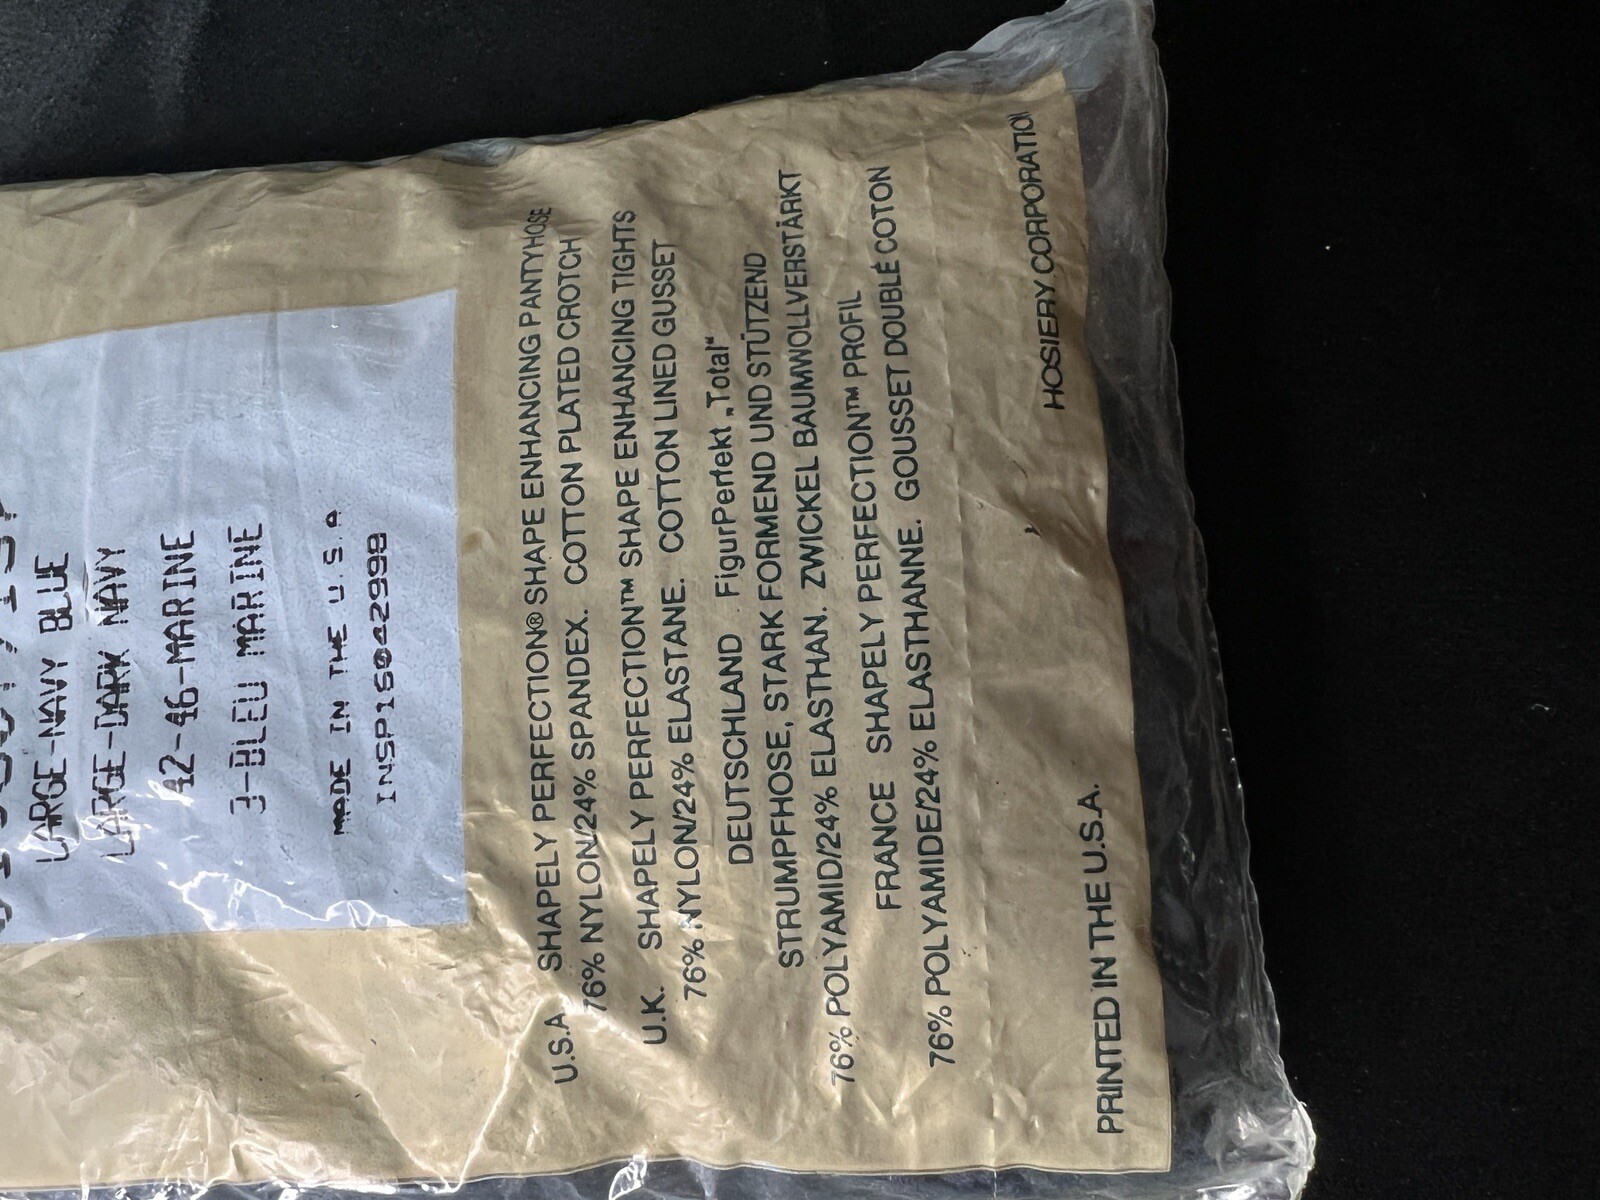 LARGE-NAVY BLUE
LARGE-DARK NAVY
42-46-MARINE
3-BLEU MARINE
MADE IN THE U.S.A
INSP15042998
U.S.A SHAPELY PERFECTION® SHAPE ENHANCING PANTYHOSE
76% NYLON/24% SPANDEX. COTTON PLATED CROTCH
U.K. SHAPELY PERFECTION™ SHAPE ENHANCING TIGHTS
76% NYLON/24% ELASTANE. COTTON LINED GUSSET
DEUTSCHLAND FigurPerfekt „Total“
STRUMPFHOSE, STARK FORMEND UND STÜTZEND
76% POLYAMID/24% ELASTHAN. ZWICKEL BAUMWOLLVERSTÄRKT
FRANCE SHAPELY PERFECTION™ PROFIL
76% POLYAMIDE/24% ELASTHANNE. GOUSSET DOUBLÉ COTON
PRINTED IN THE U.S.A. HOSIERY CORPORATION